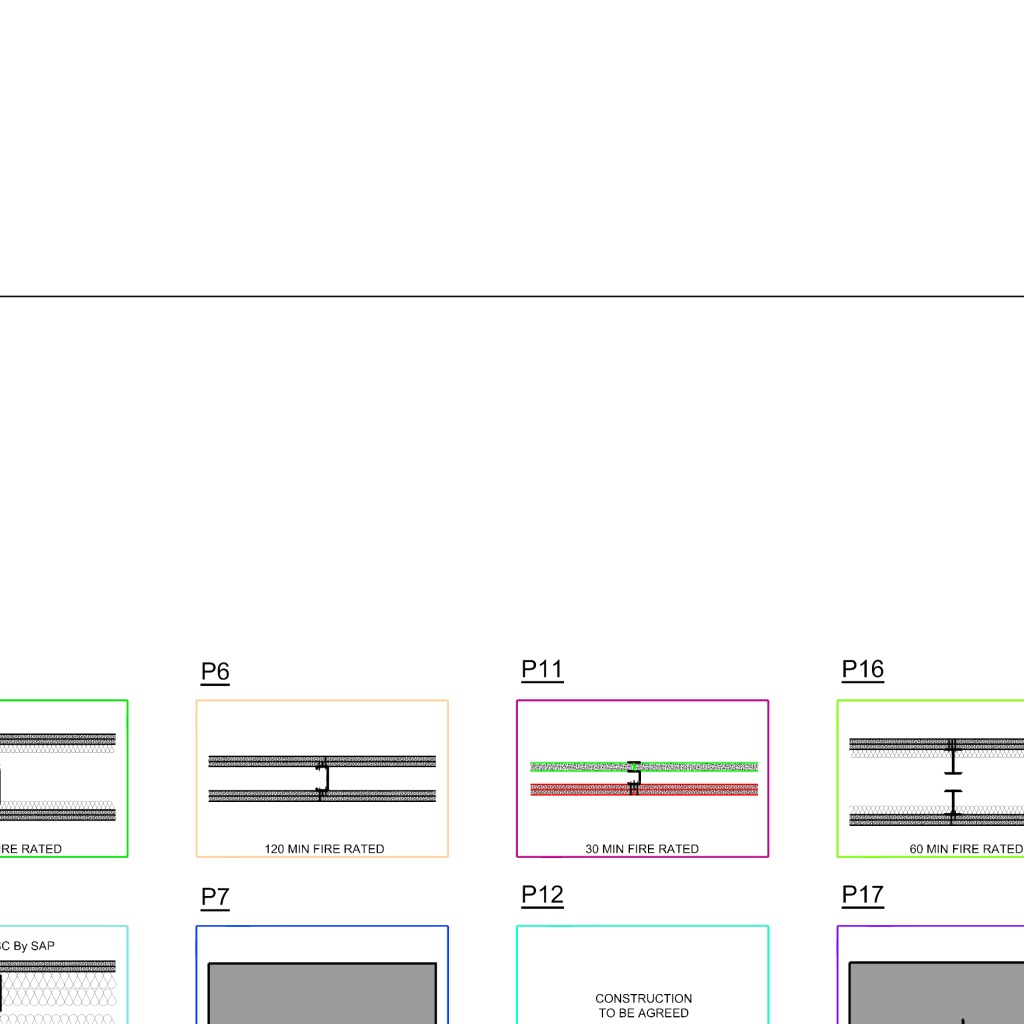 P6
P11
P16
RATED
120 MIN FIRE RATED
30 MIN FIRE RATED
60 MIN FIRE RATED
P7
P12
P17
By SAP
CONSTRUCTION
TO BE AGREED